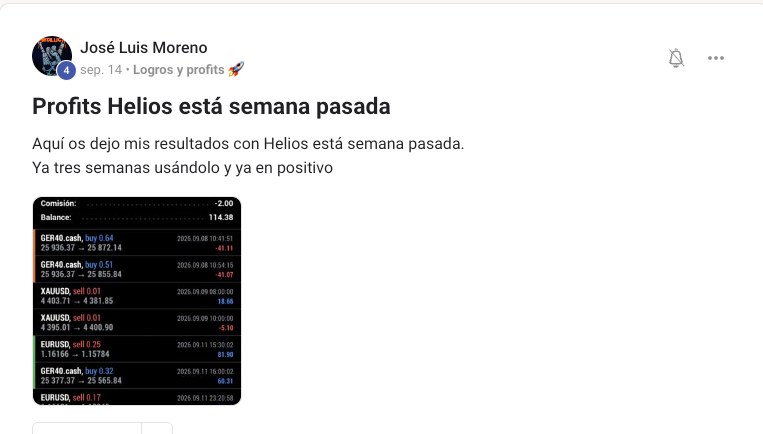 José Luis Moreno
4 sep. 14 • Logros y profits 🚀
Profits Helios está semana pasada
Aquí os dejo mis resultados con Helios está semana pasada.
Ya tres semanas usándolo y ya en positivo
Comisión: -2.00
Balance: 114.38
GER40.cash, buy 0.64 2026.09.08 10:41:51
25 936.37 → 25 872.14 -41.11
GER40.cash, buy 0.51 2026.09.08 10:54:15
25 936.37 → 25 855.84 -41.07
XAUUSD, sell 0.01 2026.09.09 08:00:00
4 403.71 → 4 381.85 18.66
XAUUSD, sell 0.01 2026.09.09 10:00:00
4 395.01 → 4 400.90 -5.10
EURUSD, sell 0.25 2026.09.11 15:30:02
1.16166 → 1.15784 81.90
GER40.cash, buy 0.32 2026.09.11 16:00:02
25 377.37 → 25 565.84 60.31
EURUSD, sell 0.17 2026.09.11 23:20:58